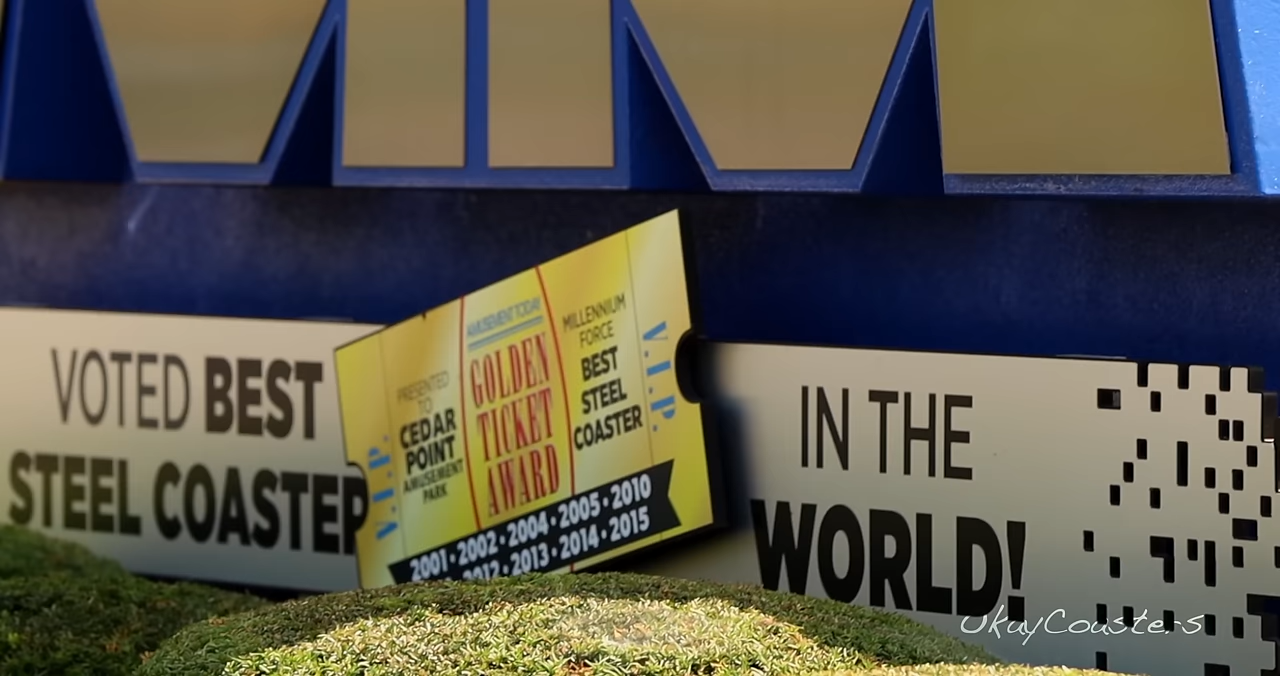 VOTED BEST
STEEL COASTER
V.I.P.
PRESENTED
TO
CEDAR
POINT
AMUSEMENT
PARK
AMUSEMENT TODAY
GOLDEN
TICKET
AWARD
MILLENNIUM
FORCE
BEST
STEEL
COASTER
V.I.P.
2001 · 2002 · 2004 · 2005 · 2010
2012 · 2013 · 2014 · 2015
IN THE
WORLD!